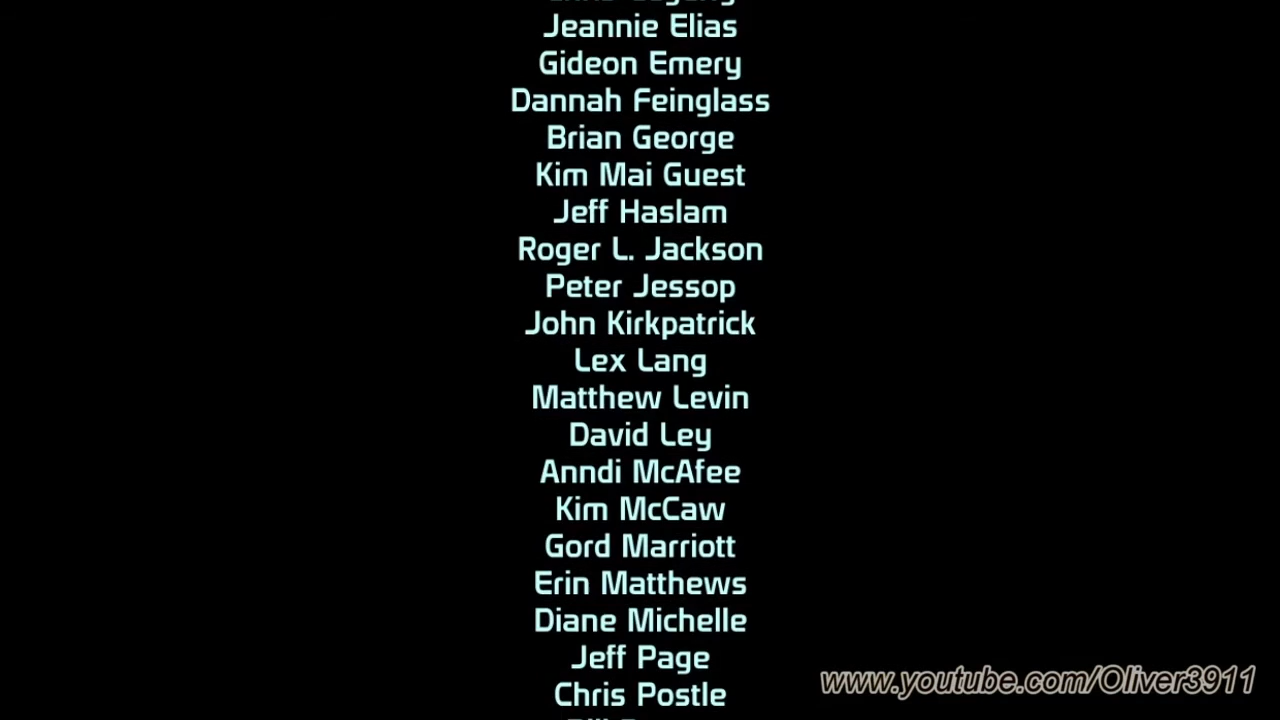 Jeannie Elias
Gideon Emery
Dannah Feinglass
Brian George
Kim Mai Guest
Jeff Haslam
Roger L. Jackson
Peter Jessop
John Kirkpatrick
Lex Lang
Matthew Levin
David Ley
Anndi McAfee
Kim McCaw
Gord Marriott
Erin Matthews
Diane Michelle
Jeff Page
Chris Postle
www.youtube.com/Oliver3911